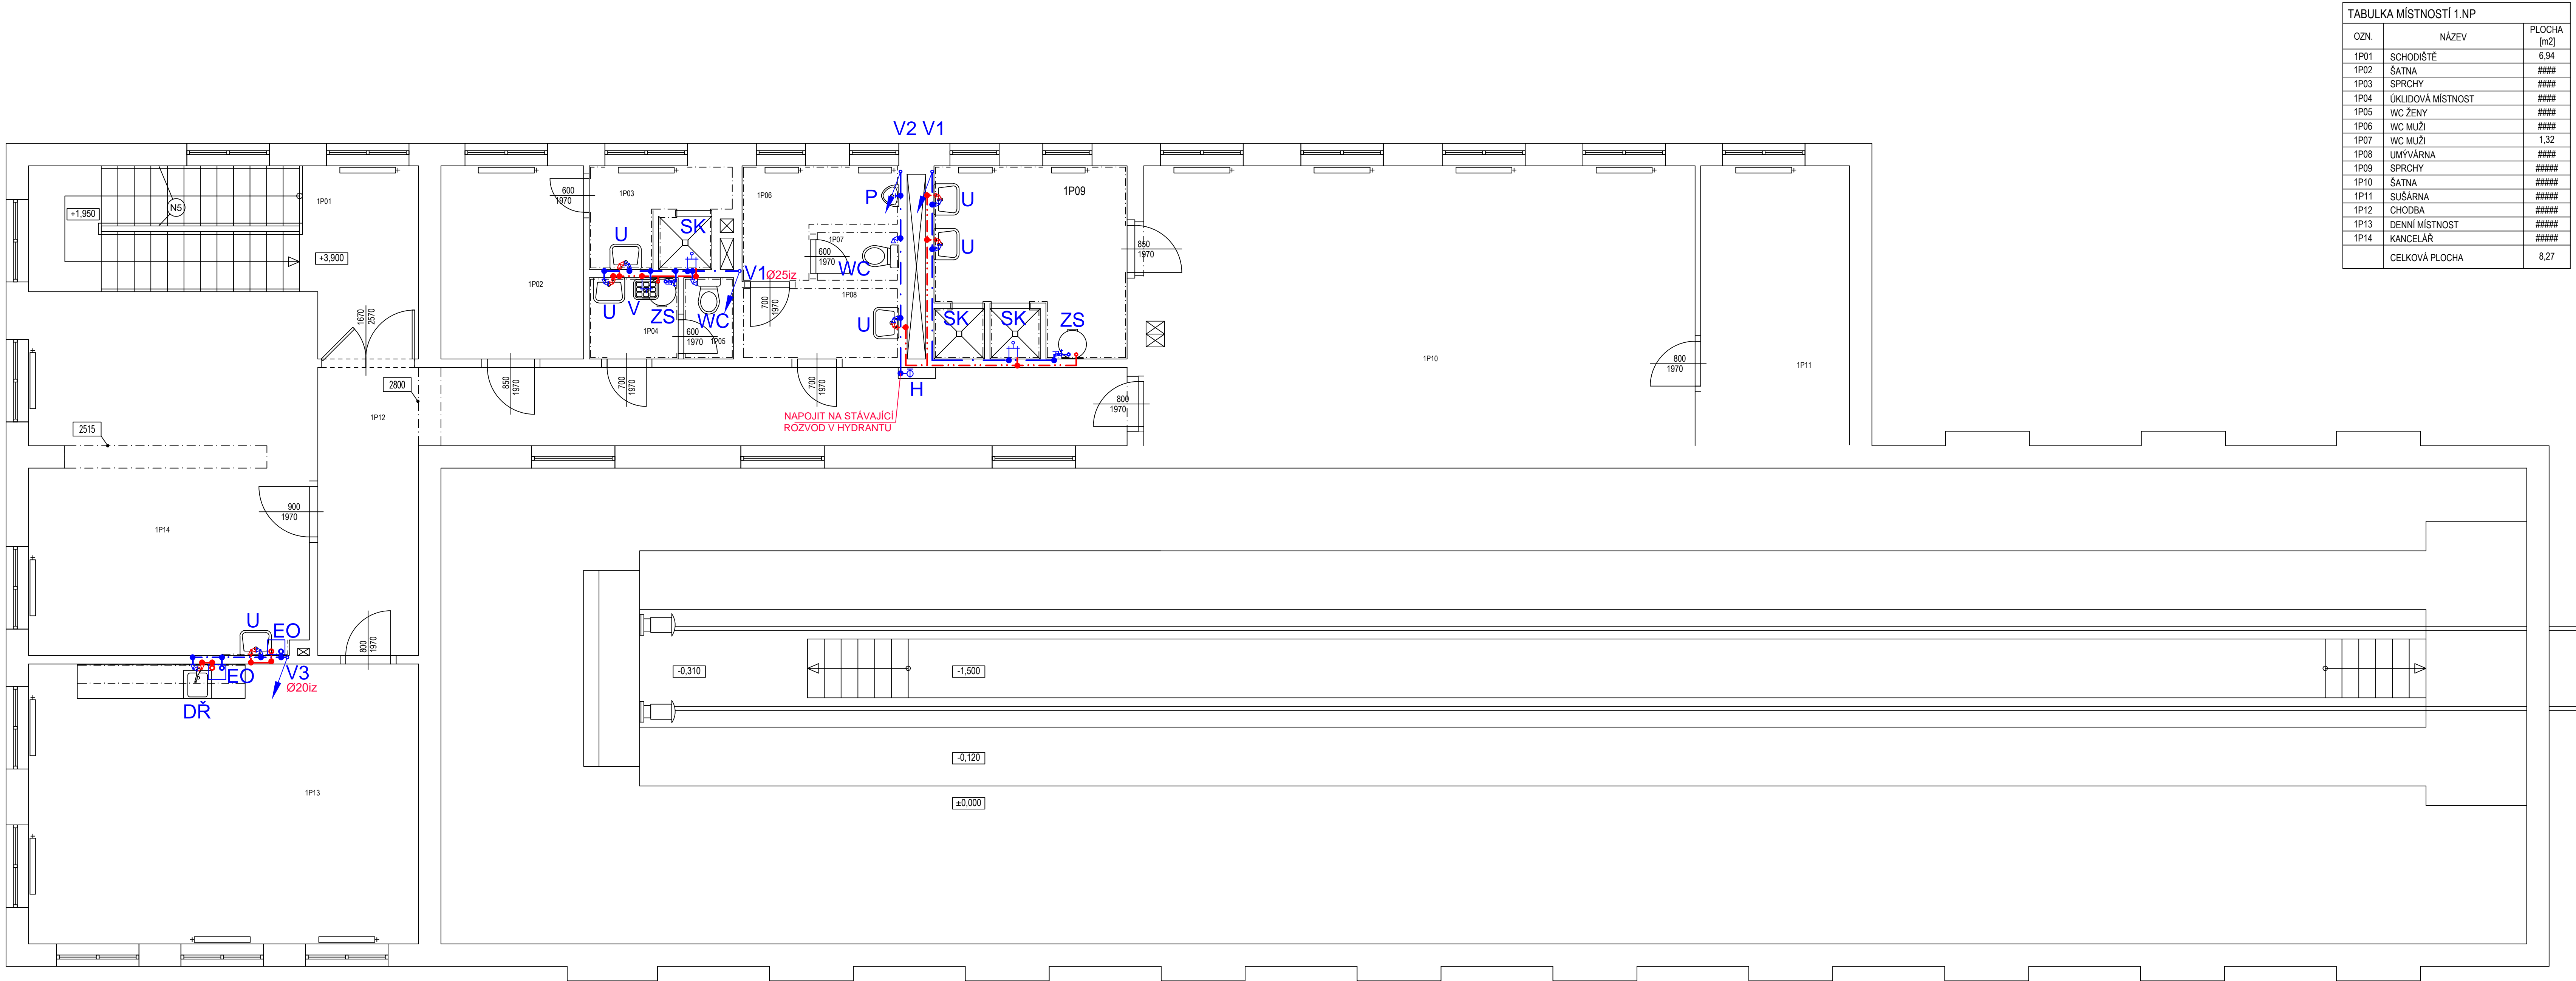 TABULKA MÍSTNOSTÍ 1.NP
OZN. NÁZEV PLOCHA [m2]
1P01 SCHODIŠTĚ 6,94
1P02 ŠATNA ####
1P03 SPRCHY ####
1P04 ÚKLIDOVÁ MÍSTNOST ####
1P05 WC ŽENY ####
1P06 WC MUŽI ####
1P07 WC MUŽI 1,32
1P08 UMÝVÁRNA ####
1P09 SPRCHY #####
1P10 ŠATNA #####
1P11 SUŠÁRNA #####
1P12 CHODBA #####
1P13 DENNÍ MÍSTNOST #####
1P14 KANCELÁŘ #####
CELKOVÁ PLOCHA 8,27
V2 V1
+1,950
N5
1P01
+3,900
600
1970
1P03
U
SK
1P06
P
1P07
600
1970
WC
U
1P09
U
850
1970
1P02
V1 Ø25iz
1P08
700
1970
U
V
ZS
1P04
WC
600
1970
1P05
U
SK
SK
ZS
1670
2570
850
1970
700
1970
700
1970
H
1P10
800
1970
1P11
2800
1P12
800
1970
NAPOJIT NA STÁVAJÍCÍ
ROZVOD V HYDRANTU
2515
900
1970
1P14
U
EO
EO
V3
Ø20iz
DŘ
800
1970
-0,310
-1,500
-0,120
±0,000
1P13